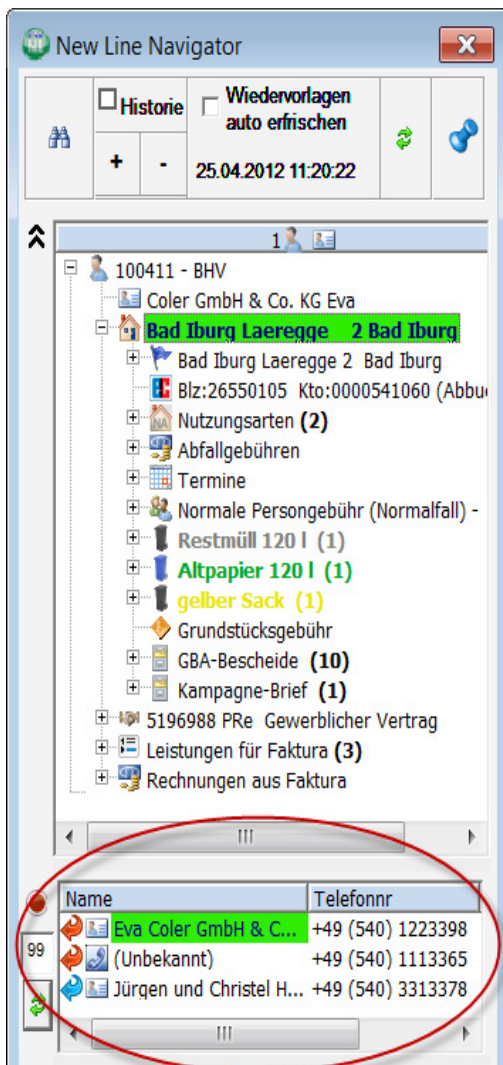 New Line Navigator
Historie
Wiedervorlagen
auto erfrischen
+ -
25.04.2012 11:20:22
1
100411 - BHV
Coler GmbH & Co. KG Eva
Bad Iburg Laeregge 2 Bad Iburg
Bad Iburg Laeregge 2 Bad Iburg
Blz:26550105 Kto:0000541060 (Abbu
NA Nutzungsarten (2)
Abfallgebühren
Termine
Normale Persongebühr (Normalfall) -
Restmüll 120 l (1)
Altpapier 120 l (1)
gelber Sack (1)
Grundstücksgebühr
GBA-Bescheide (10)
Kampagne-Brief (1)
5196988 PRe Gewerblicher Vertrag
Leistungen für Faktura (3)
Rechnungen aus Faktura
Name Telefonnr
Eva Coler GmbH & C... +49 (540) 1223398
99
(Unbekannt) +49 (540) 1113365
Jürgen und Christel H... +49 (540) 3313378